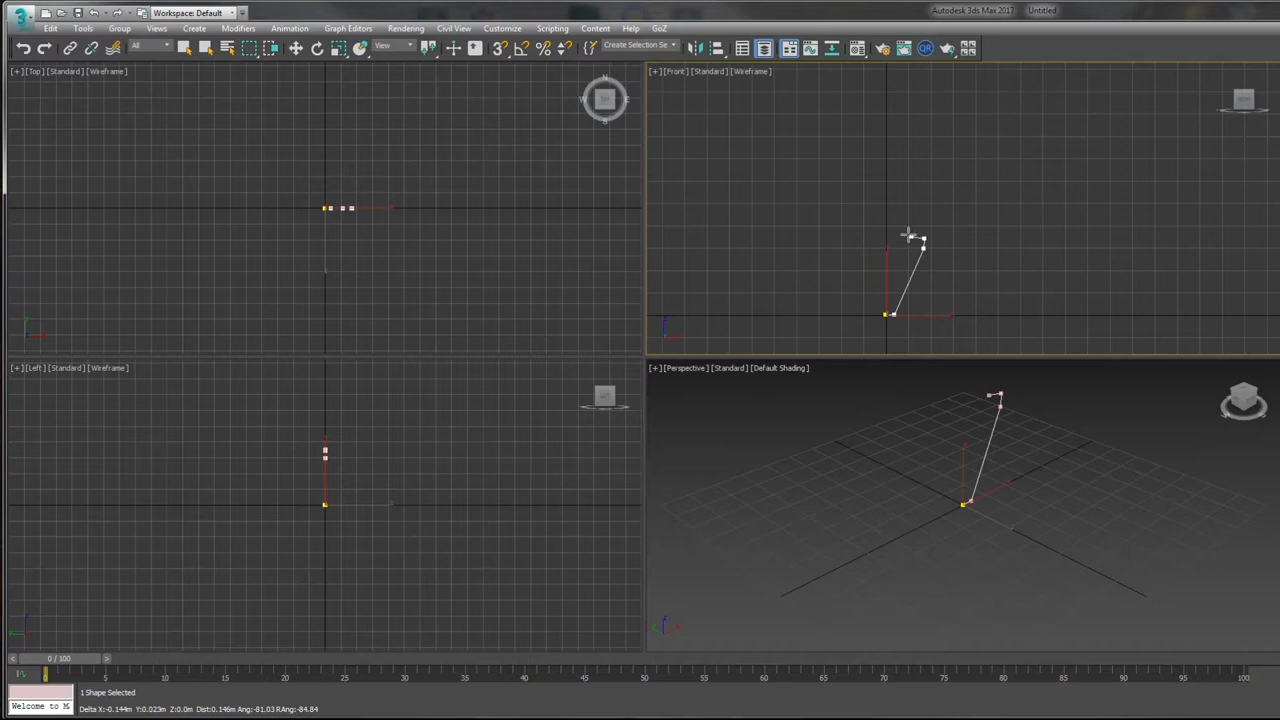 3 Workspace: Default Autodesk 3ds Max 2017 Untitled
MAX
Edit Tools Group Views Create Modifiers Animation Graph Editors Rendering Civil View Customize Scripting Content Help GoZ
All View Create Selection Se QR
[+] [Top] [Standard] [Wireframe]
[+] [Front] [Standard] [Wireframe]
N
W E
S
[+] [Left] [Standard] [Wireframe]
[+] [Perspective] [Standard] [Default Shading]
< 0 / 100 >
0 5 10 15 20 25 30 35 40 45 50 55 60 65 70 75 80 85 90 95 100
1 Shape Selected
Welcome to M
Delta X:-0.144m Y:0.023m Z:0.0m Dist:0.146m Ang:-81.03 RAng:-84.84